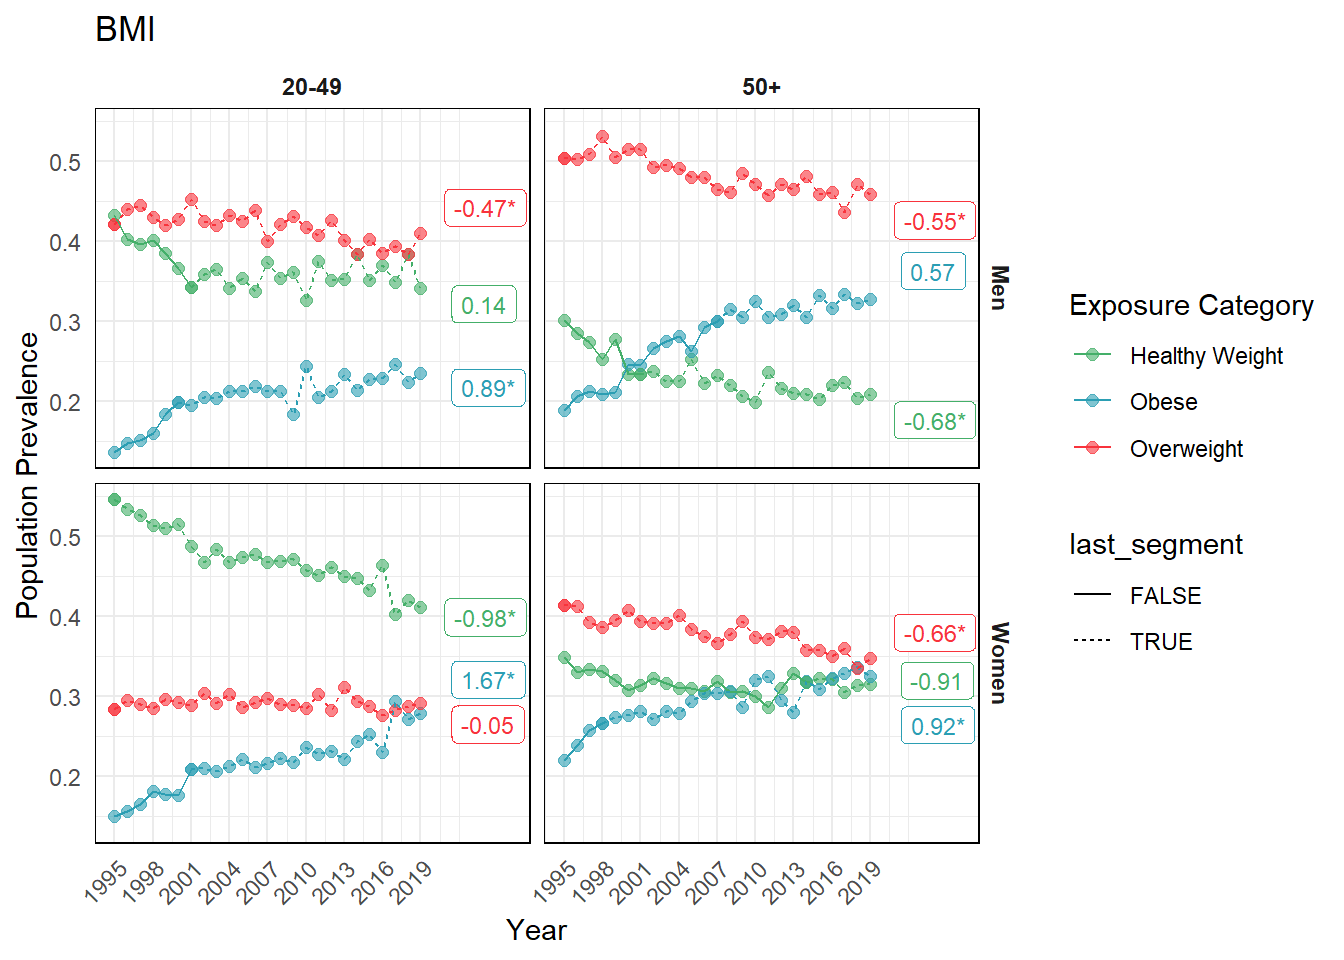 BMI
20-49
50+
0.5
0.4
0.3
0.2
-0.47*
0.14
0.89*
-0.55*
0.57
-0.68*
Men
0.5
0.4
0.3
0.2
-0.98*
1.67*
-0.05
-0.66*
-0.91
0.92*
Women
Population Prevalence
1995 1998 2001 2004 2007 2010 2013 2016 2019
1995 1998 2001 2004 2007 2010 2013 2016 2019
Year
Exposure Category
Healthy Weight
Obese
Overweight
last_segment
FALSE
TRUE